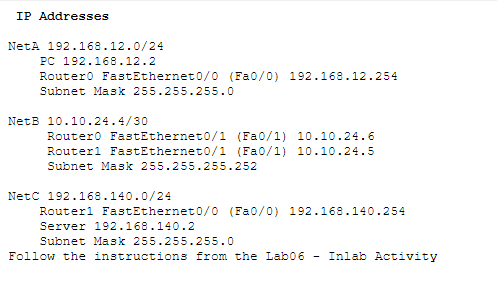 IP Addresses
NetA 192.168.12.0/24
PC 192.168.12.2
Router0 FastEthernet0/0 (Fa0/0) 192.168.12.254
Subnet Mask 255.255.255.0
NetB 10.10.24.4/30
Router0 FastEthernet0/1 (Fa0/1) 10.10.24.6
Router1 FastEthernet0/1 (Fa0/1) 10.10.24.5
Subnet Mask 255.255.255.252
NetC 192.168.140.0/24
Router1 FastEthernet0/0 (Fa0/0) 192.168.140.254
Server 192.168.140.2
Subnet Mask 255.255.255.0
Follow the instructions from the Lab06 - Inlab Activity